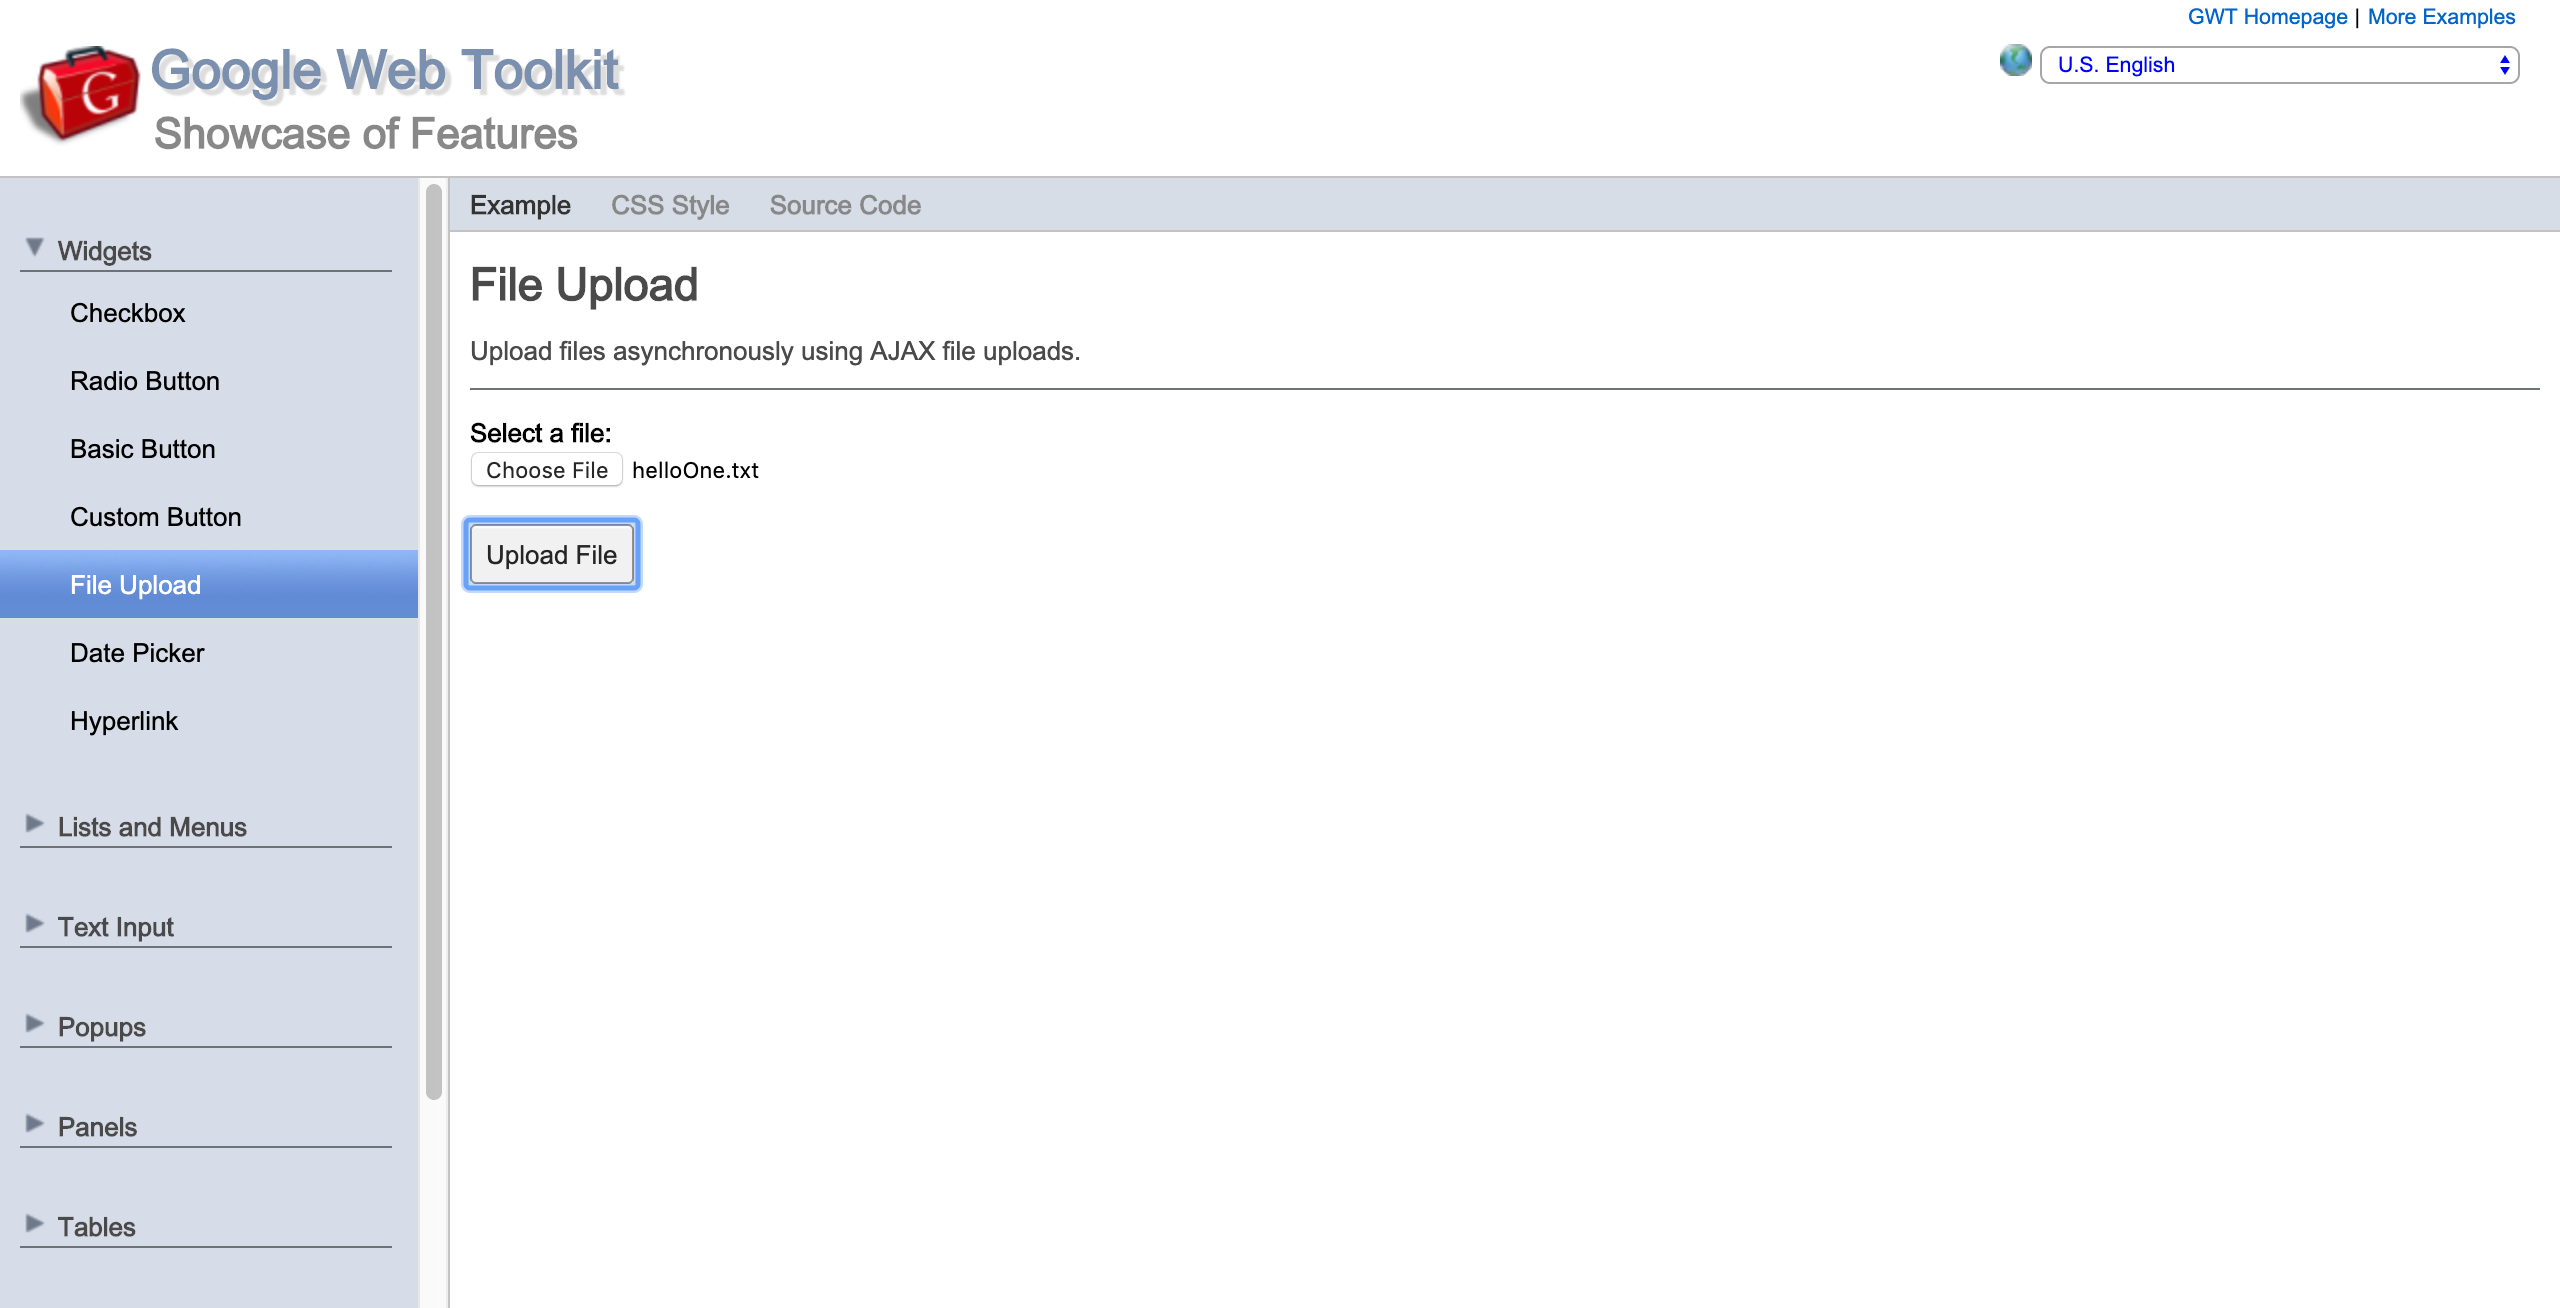 GWT Homepage | More Examples
G
Google Web Toolkit
U.S. English
Showcase of Features
Example CSS Style Source Code
Widgets
Checkbox
Radio Button
Basic Button
Custom Button
File Upload
Date Picker
Hyperlink
Lists and Menus
Text Input
Popups
Panels
Tables
File Upload
Upload files asynchronously using AJAX file uploads.
Select a file:
Choose File helloOne.txt
Upload File